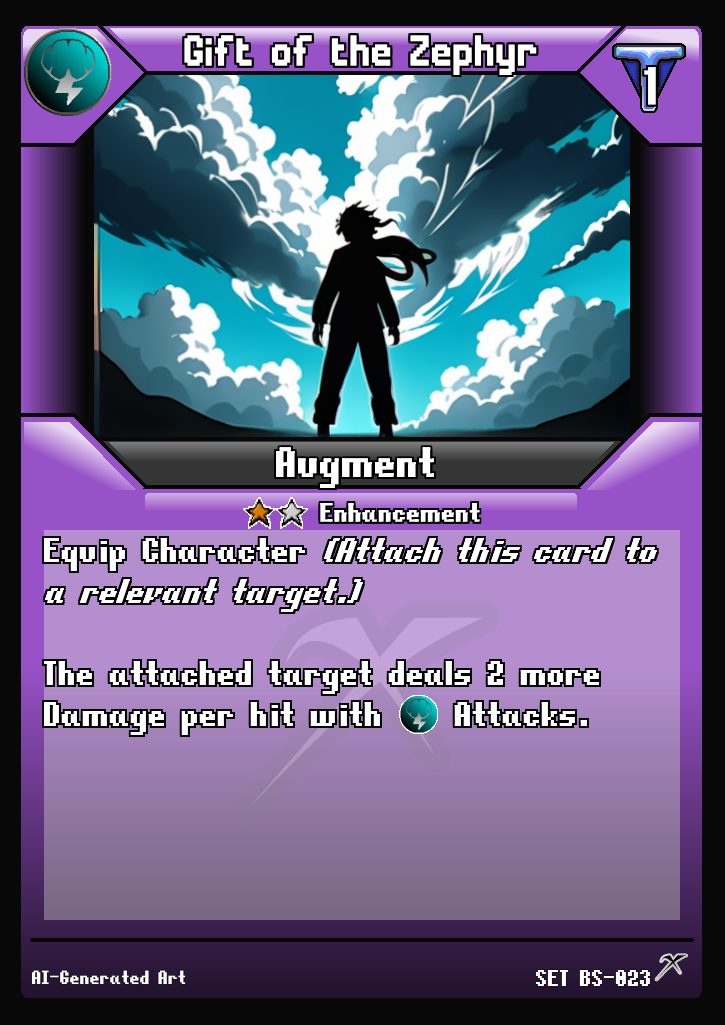 Gift of the Zephyr
1
Augment
Enhancement
Equip Character (Attach this card to
a relevant target.)
The attached target deals 2 more
Damage per hit with Attacks.
AI-Generated Art
SET BS-023